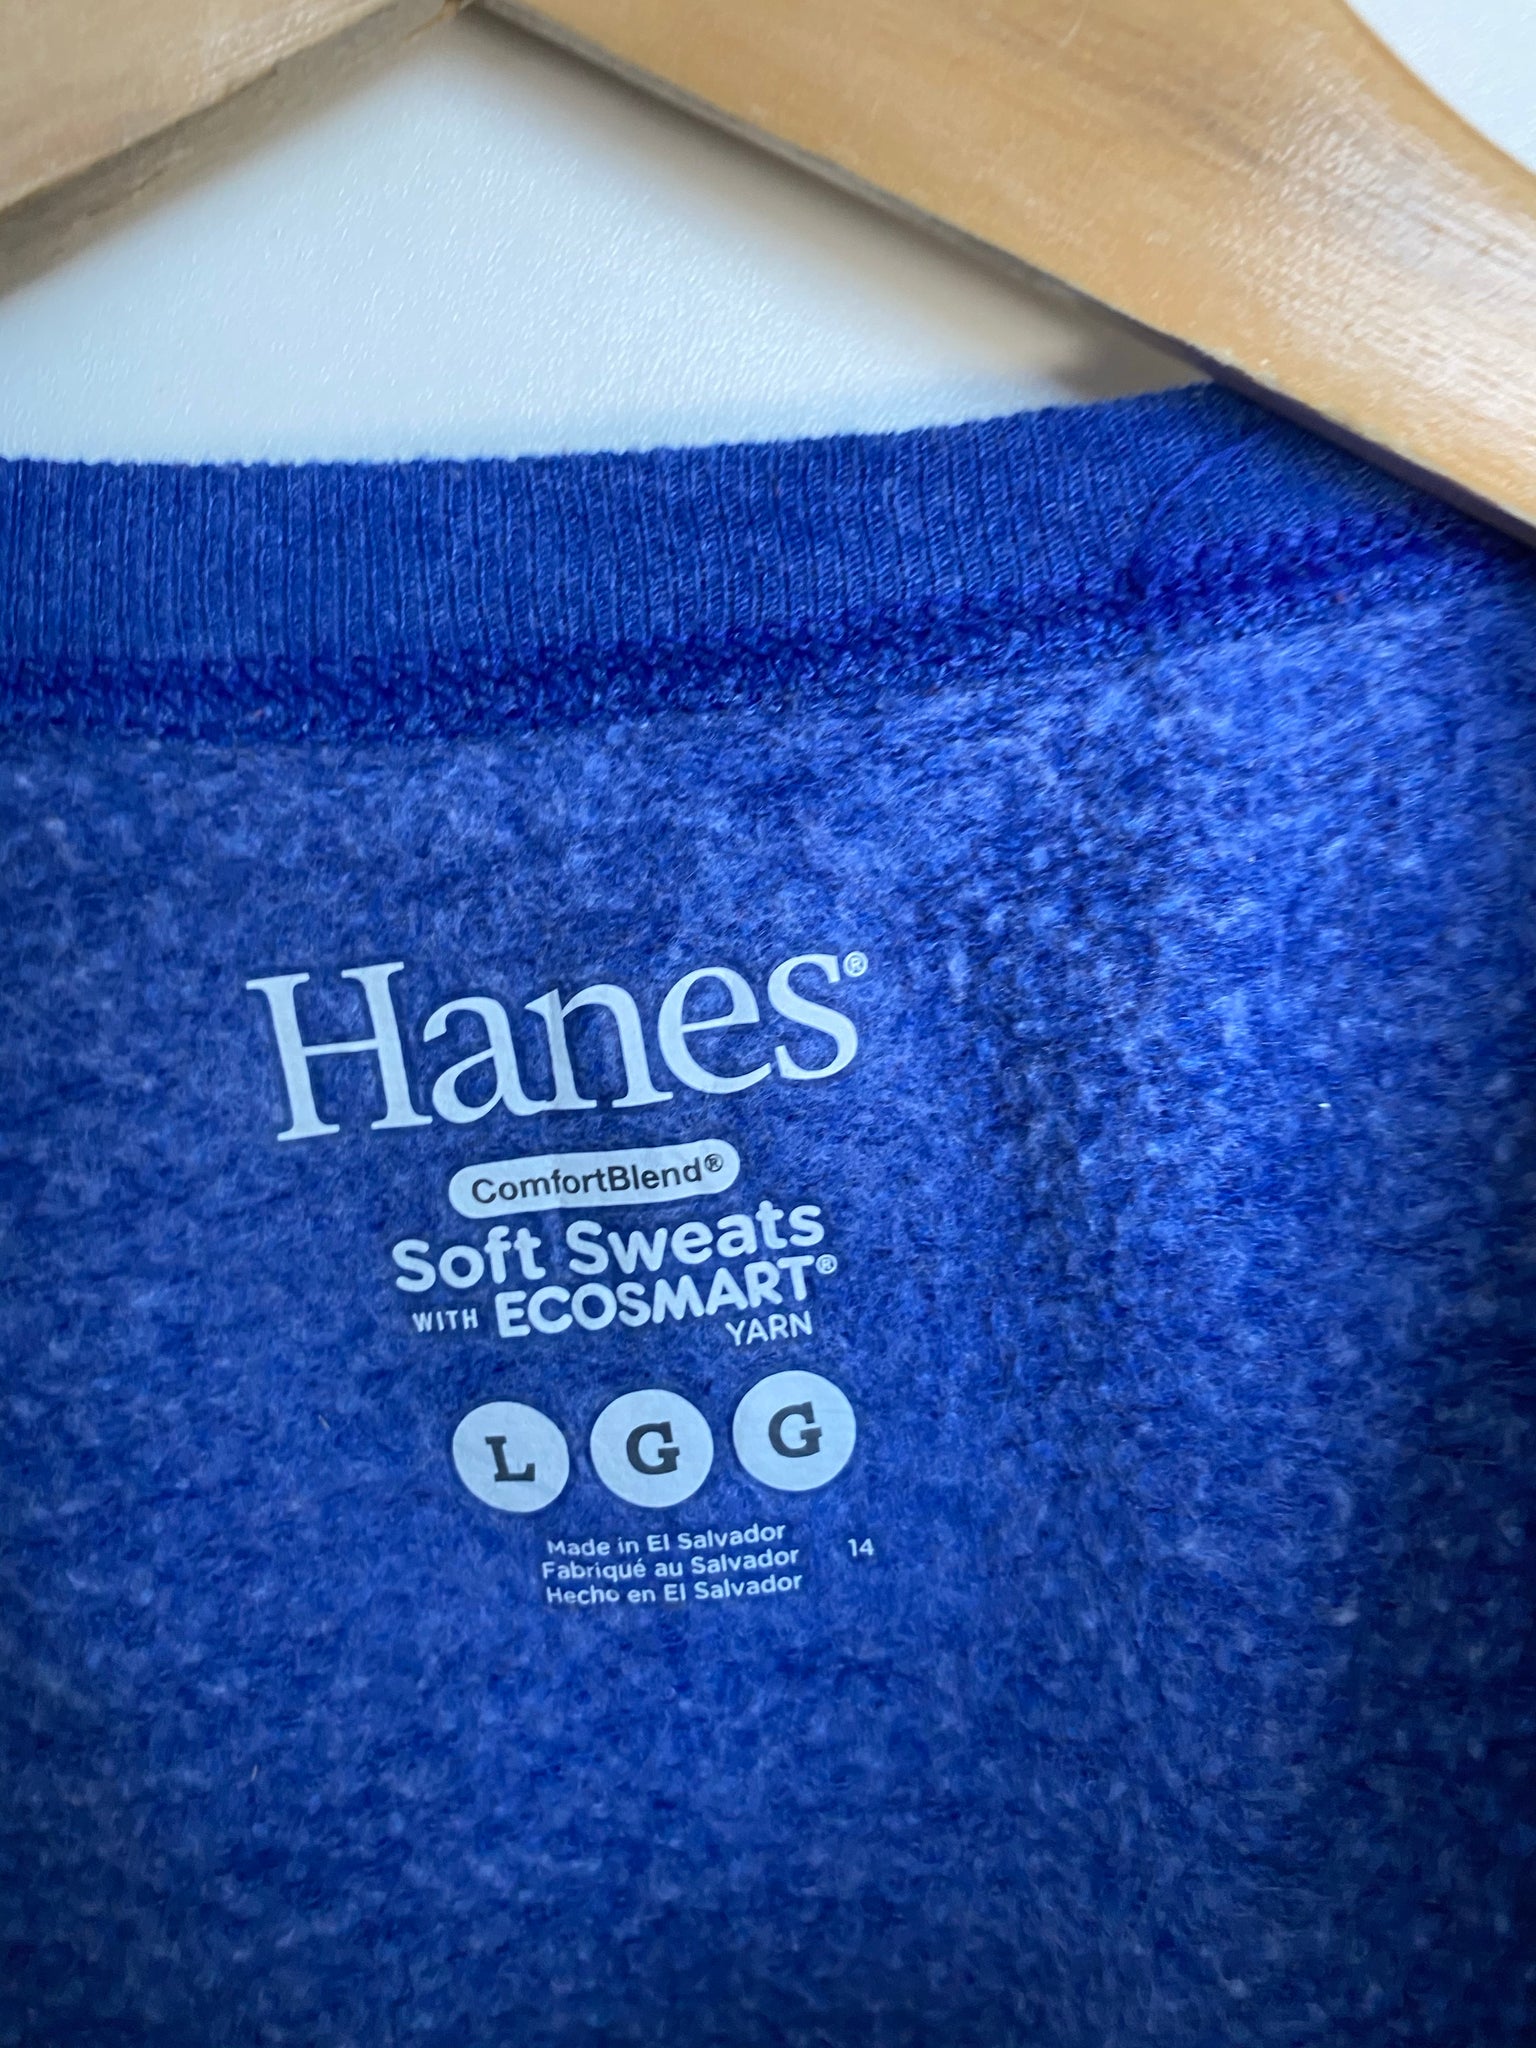 Hanes®
ComfortBlend®
Soft Sweats
WITH ECOSMART®
YARN
L G G
Made in El Salvador
Fabriqué au Salvador 14
Hecho en El Salvador